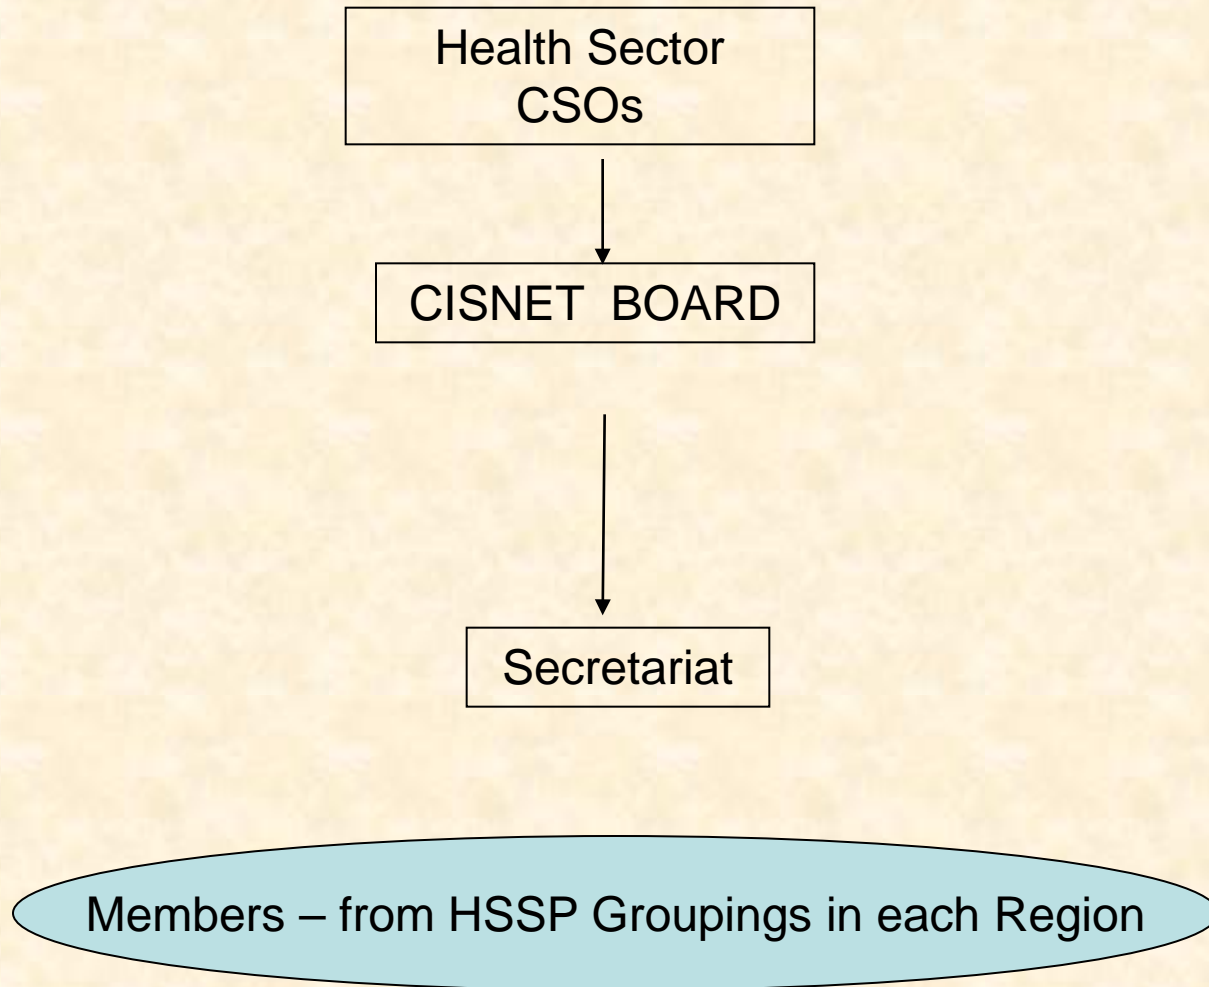 Health Sector
CSOs
CISNET BOARD
Secretariat
Members – from HSSP Groupings in each Region